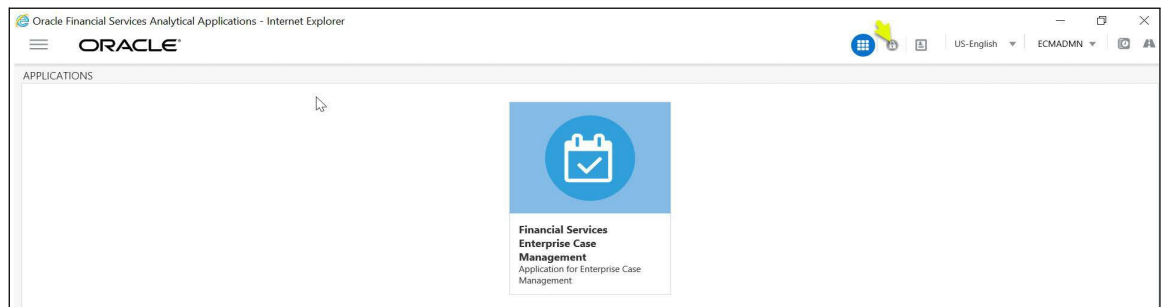 Oracle Financial Services Analytical Applications - Internet Explorer
ORACLE®
US-English
ECMADMN
APPLICATIONS
Financial Services
Enterprise Case
Management
Application for Enterprise Case
Management